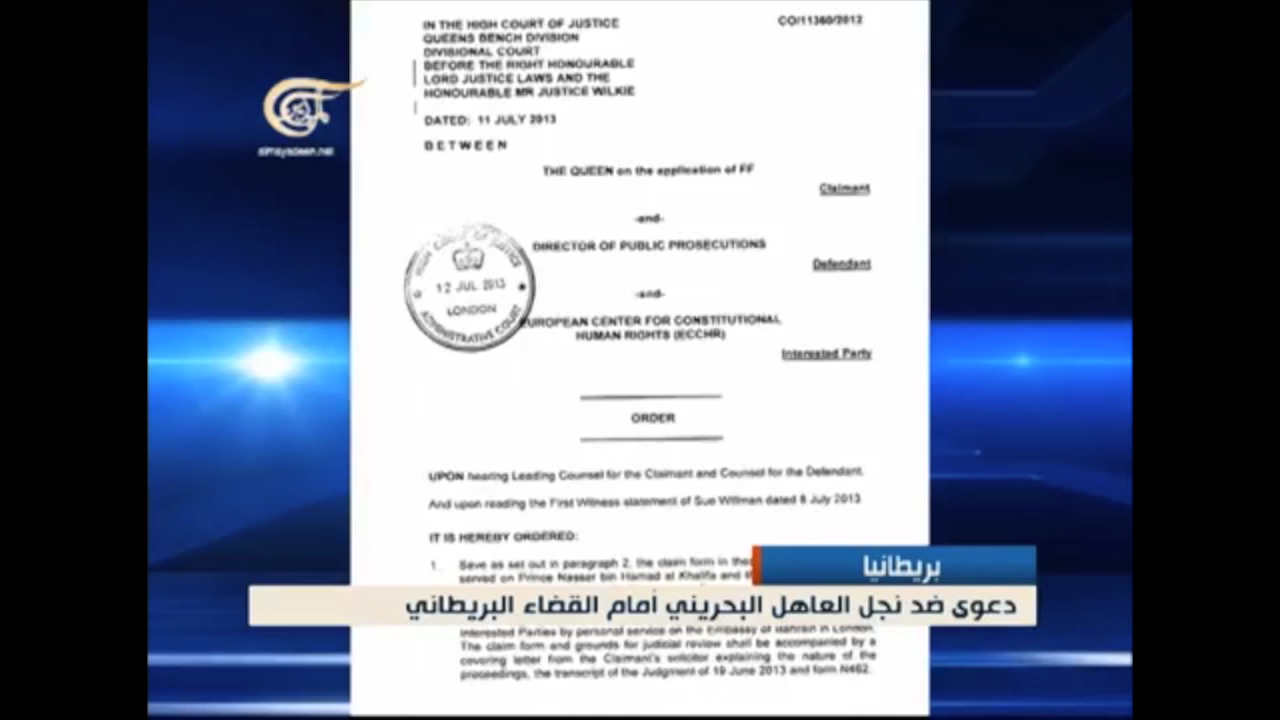 IN THE HIGH COURT OF JUSTICE
QUEENS BENCH DIVISION
DIVISIONAL COURT
BEFORE THE RIGHT HONOURABLE
LORD JUSTICE LAWS AND THE
HONOURABLE MR JUSTICE WILKIE
CO/11360/2012
DATED: 11 JULY 2013
BETWEEN
THE QUEEN on the application of FF
Claimant
-and-
DIRECTOR OF PUBLIC PROSECUTIONS
Defendant
-and-
EUROPEAN CENTER FOR CONSTITUTIONAL
HUMAN RIGHTS (ECCHR)
Interested Party
HIGH COURT OF JUSTICE
12 JUL 2013
LONDON
ADMINISTRATIVE COURT
ORDER
UPON hearing Leading Counsel for the Claimant and Counsel for the Defendant.
And upon reading the First Witness statement of Sue Willman dated 8 July 2013
IT IS HEREBY ORDERED:
1. Save as set out in paragraph 2, the claim form in
served on Prince Nasser bin Hamad al Khalifa and
بريطانيا
دعوى ضد نجل العاهل البحريني أمام القضاء البريطاني
Interested Parties by personal service on the Embassy of Bahrain in London.
The claim form and grounds for judicial review shall be accompanied by a
covering letter from the Claimant's solicitor explaining the nature of the
proceedings, the transcript of the Judgment of 19 June 2013 and form N462.
almayadeen.net